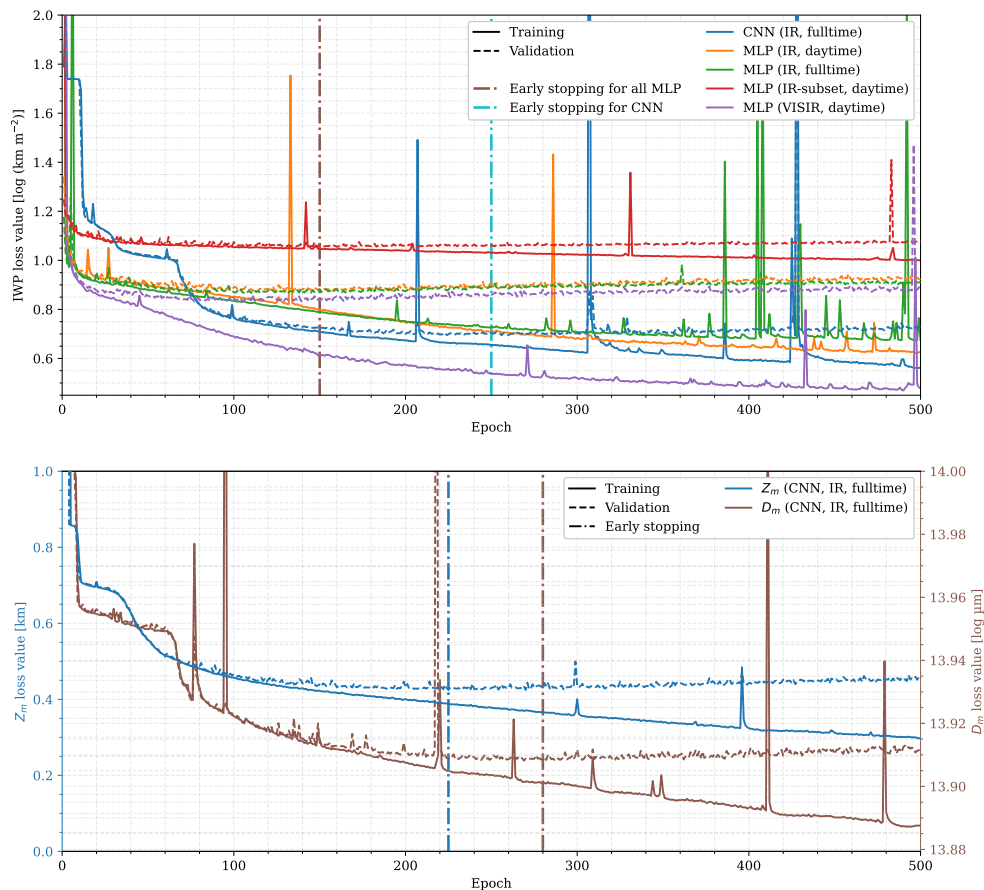 2.0
1.8
1.6
1.4
1.2
1.0
0.8
0.6
IWP loss value [log (km m⁻²)]
Training
Validation
Early stopping for all MLP
Early stopping for CNN
CNN (IR, fulltime)
MLP (IR, daytime)
MLP (IR, fulltime)
MLP (IR-subset, daytime)
MLP (VISIR, daytime)
0 100 200 300 400 500
Epoch
1.0
0.8
0.6
0.4
0.2
0.0
Zₘ loss value [km]
Training
Validation
Early stopping
Zₘ (CNN, IR, fulltime)
Dₘ (CNN, IR, fulltime)
14.00
13.98
13.96
13.94
13.92
13.90
13.88
Dₘ loss value [log µm]
0 100 200 300 400 500
Epoch